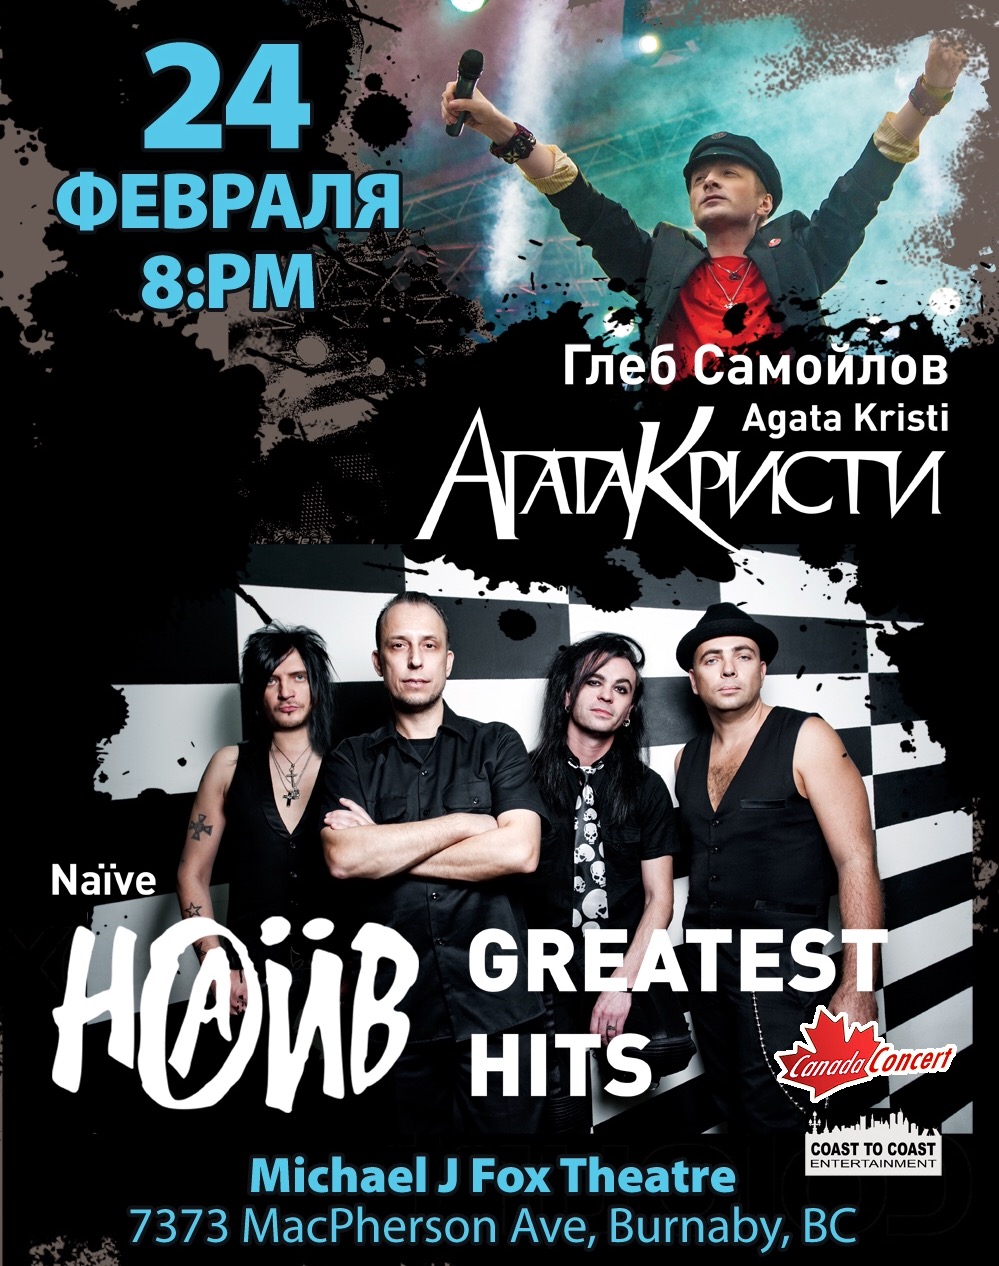 24
ФЕВРАЛЯ
8:PM
Глеб Самойлов
Agata Kristi
АгатаКристи
Naïve
НАЇВ
GREATEST
HITS
Canada Concert
COAST TO COAST
ENTERTAINMENT
Michael J Fox Theatre
7373 MacPherson Ave, Burnaby, BC